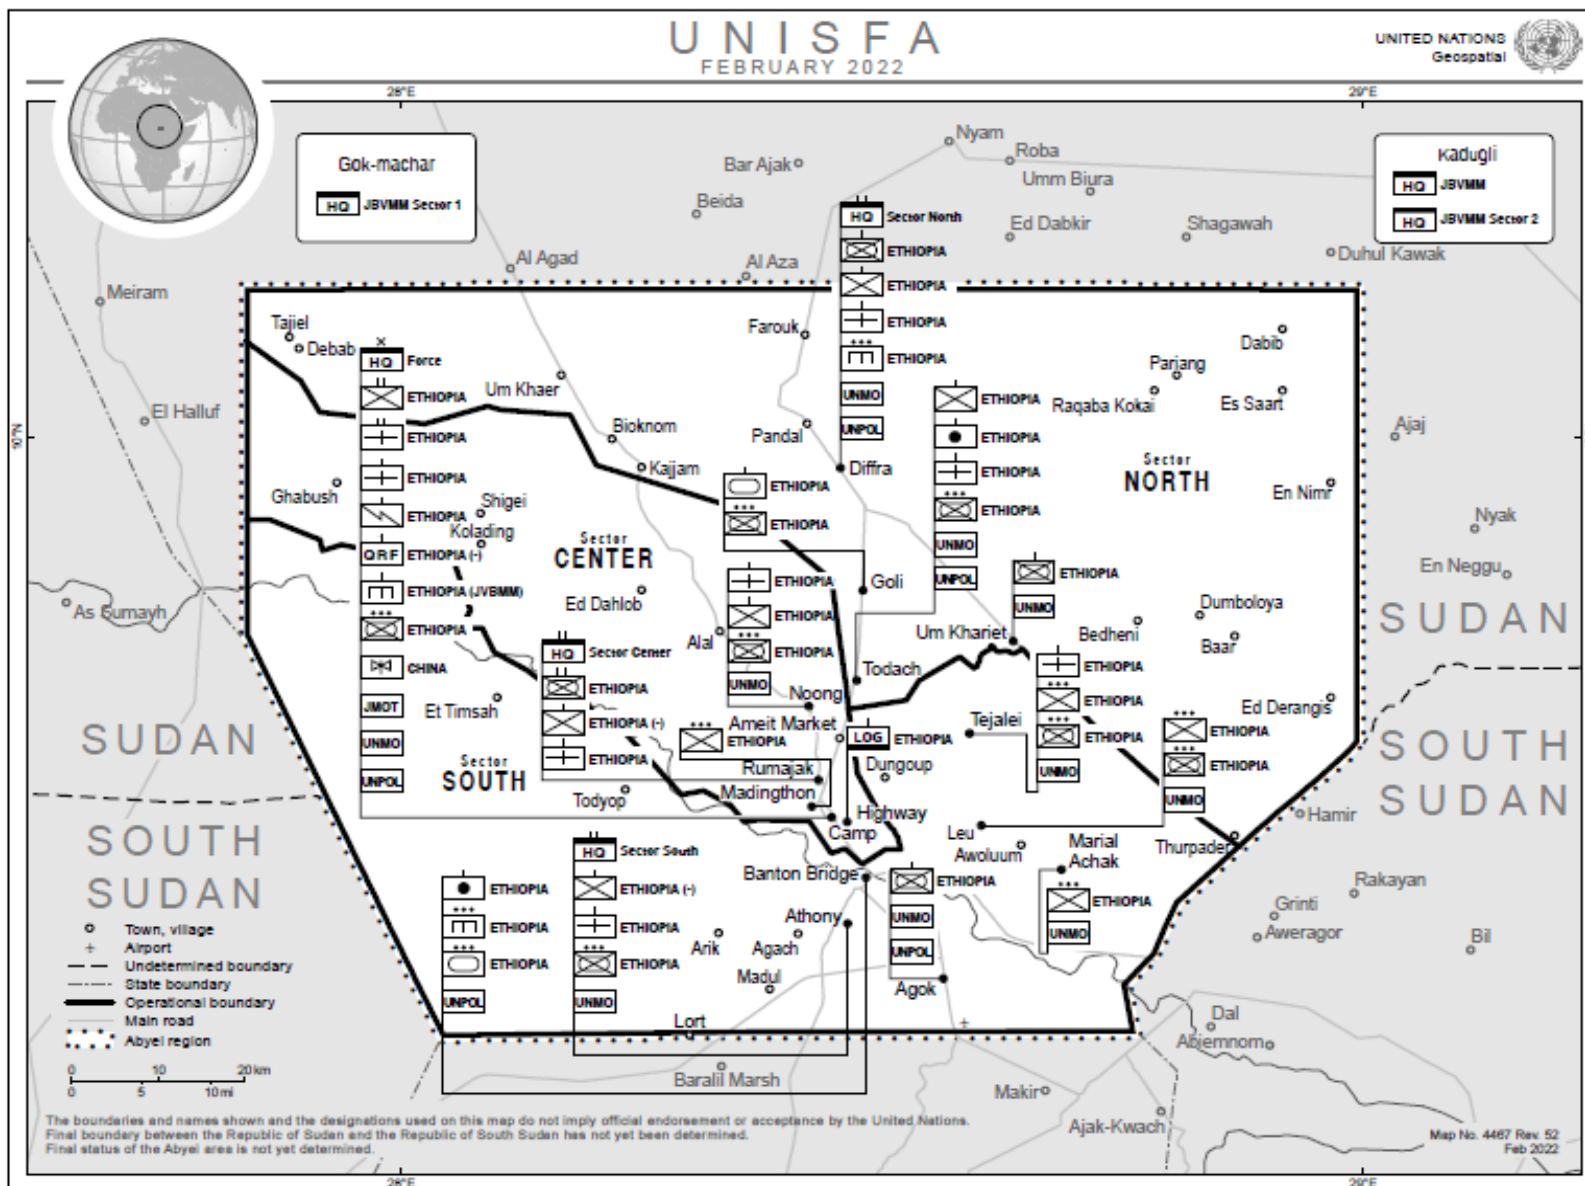 UNISFA
FEBRUARY 2022
UNITED NATIONS
Geospatial
28°E
29°E
Gok-machar
HQ JBVMM Sector 1
Kadugli
HQ JBVMM
HQ JBVMM Sector 2
Nyam
Roba
Bar Ajak
Umm Biura
Beida
HQ Sector North
Ed Dabkir
Shagawah
Duhul Kawak
ETHIOPIA
Al Agad
Al Aza
ETHIOPIA
Meiram
Tajiel
Debab
Farouk
ETHIOPIA
Dabib
HQ Force
ETHIOPIA
Parjang
Um Khaer
UNMO
Raqaba Kokai
Es Saart
ETHIOPIA
ETHIOPIA
El Halluf
UNPOL
Pandal
Bioknom
ETHIOPIA
ETHIOPIA
Ajaj
10°N
Kajjam
Diffra
Sector
NORTH
ETHIOPIA
ETHIOPIA
ETHIOPIA
Ghabush
En Nimr
Shigei
ETHIOPIA
ETHIOPIA
ETHIOPIA
Nyak
Kolading
Sector
CENTER
UNMO
QRF ETHIOPIA (-)
En Neggu
UNPOL
ETHIOPIA
ETHIOPIA
Goli
ETHIOPIA (JVBMM)
As Sumayh
Ed Dahlob
UNMO
Dumboloya
ETHIOPIA
SUDAN
ETHIOPIA
Alal
Um Khariet
Bedheni
Baar
HQ Sector Center
ETHIOPIA
CHINA
Todach
ETHIOPIA
ETHIOPIA
UNMO
Noong
JMOT
Et Timsah
ETHIOPIA
Ed Derangis
ETHIOPIA (-)
Ameit Market
Tejalei
SUDAN
UNMO
ETHIOPIA
LOG ETHIOPIA
ETHIOPIA
ETHIOPIA
SOUTH
Sector
SOUTH
ETHIOPIA
Rumajak
Dungoup
UNMO
ETHIOPIA
UNPOL
Todyop
Madingthon
UNMO
SUDAN
Highway
Camp
Leu
Hamir
SOUTH
Awoluum
Marial
Achak
Thurpader
HQ Sector South
Banton Bridge
SUDAN
ETHIOPIA
ETHIOPIA (-)
ETHIOPIA
Rakayan
ETHIOPIA
UNMO
Athony
Grinti
ETHIOPIA
ETHIOPIA
Arik
Agach
UNMO
Aweragor
Bil
UNPOL
ETHIOPIA
ETHIOPIA
Madul
Agok
UNPOL
UNMO
Lort
Dal
Abiemnom
Baralil Marsh
Makir
Ajak-Kwach
Town, village
Airport
Undetermined boundary
State boundary
Operational boundary
Main road
Abyei region
0 10 20 km
0 5 10 mi
The boundaries and names shown and the designations used on this map do not imply official endorsement or acceptance by the United Nations.
Final boundary between the Republic of Sudan and the Republic of South Sudan has not yet been determined.
Final status of the Abyei area is not yet determined.
Map No. 4467 Rev. 52
Feb 2022
28°E
29°E